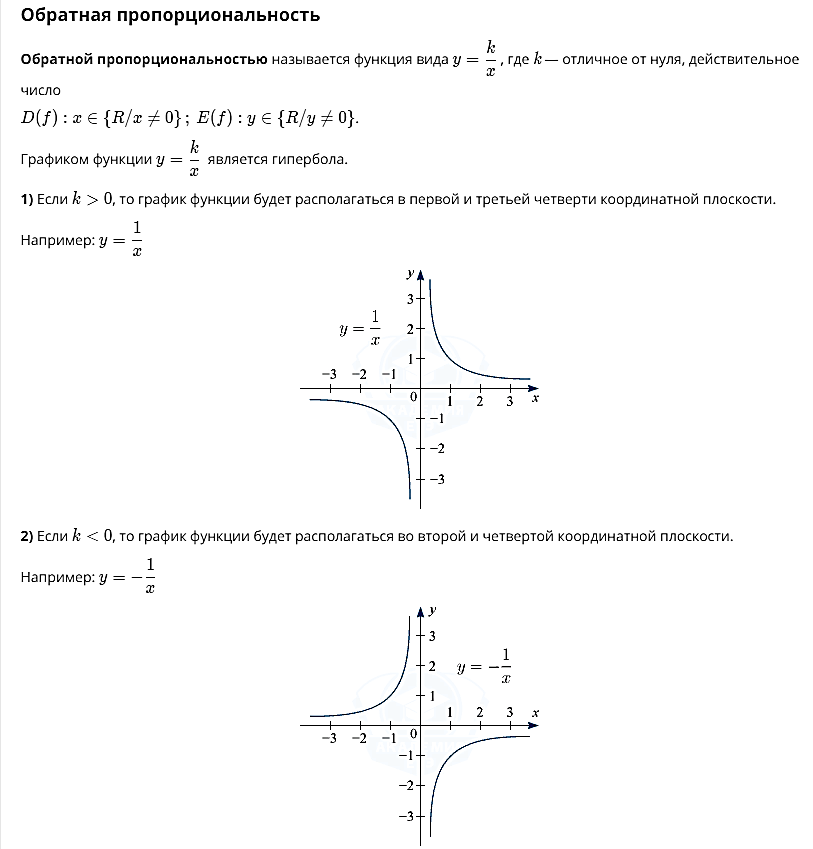 Обратная пропорциональность
Обратной пропорциональностью называется функция вида y = k/x, где k — отличное от нуля, действительное
число
D(f) : x ∈ {R/x ≠ 0} ; E(f) : y ∈ {R/y ≠ 0}.
Графиком функции y = k/x является гипербола.
1) Если k > 0, то график функции будет располагаться в первой и третьей четверти координатной плоскости.
Например: y = 1/x
y
3
y = 1/x
2
1
−3 −2 −1
0 1 2 3 x
−1
−2
−3
2) Если k < 0, то график функции будет располагаться во второй и четвертой координатной плоскости.
Например: y = −1/x
y
3
2
y = −1/x
1
1 2 3 x
−3 −2 −1 0
−1
−2
−3